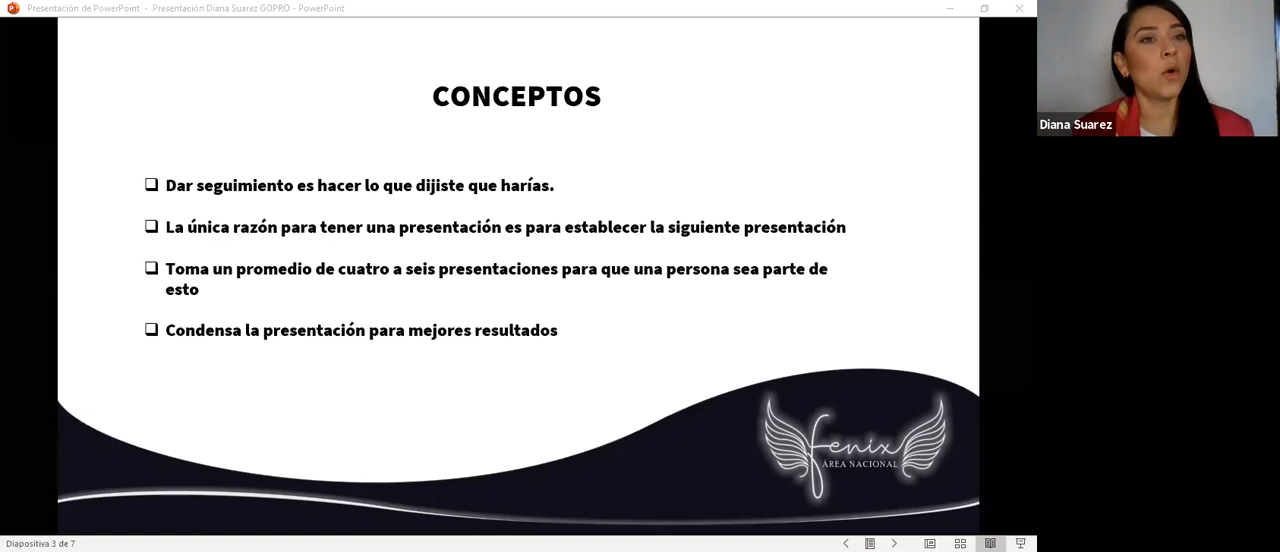 Presentación de PowerPoint - Presentación Diana Suarez GOPRO - PowerPoint
Diana Suarez
CONCEPTOS
Dar seguimiento es hacer lo que dijiste que harías.
La única razón para tener una presentación es para establecer la siguiente presentación
Toma un promedio de cuatro a seis presentaciones para que una persona sea parte de
esto
Condensa la presentación para mejores resultados
fenix
ÁREA NACIONAL
Diapositiva 3 de 7